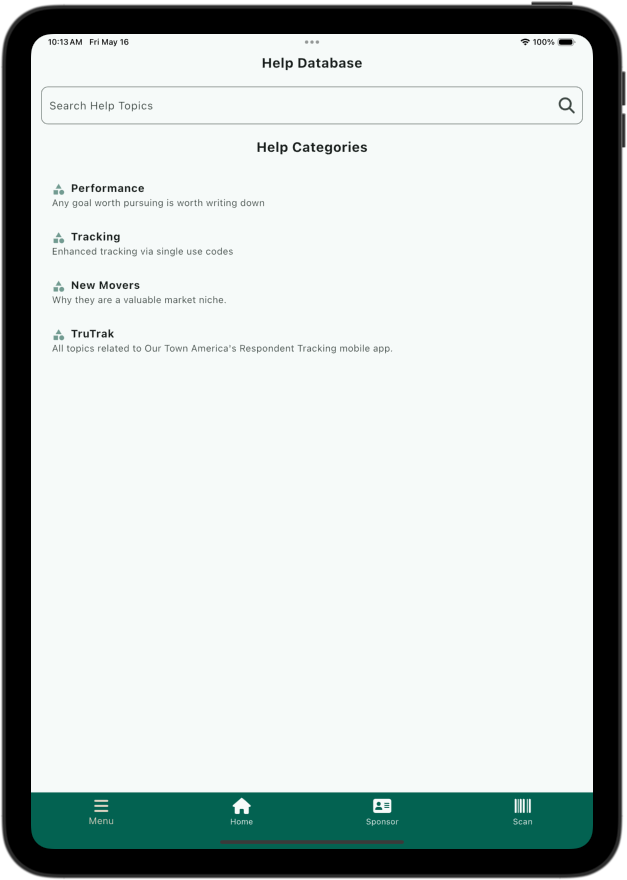 10:13 AM Fri May 16
100%
Help Database
Search Help Topics
Help Categories
Performance
Any goal worth pursuing is worth writing down
Tracking
Enhanced tracking via single use codes
New Movers
Why they are a valuable market niche.
TruTrak
All topics related to Our Town America's Respondent Tracking mobile app.
Menu
Home
Sponsor
Scan